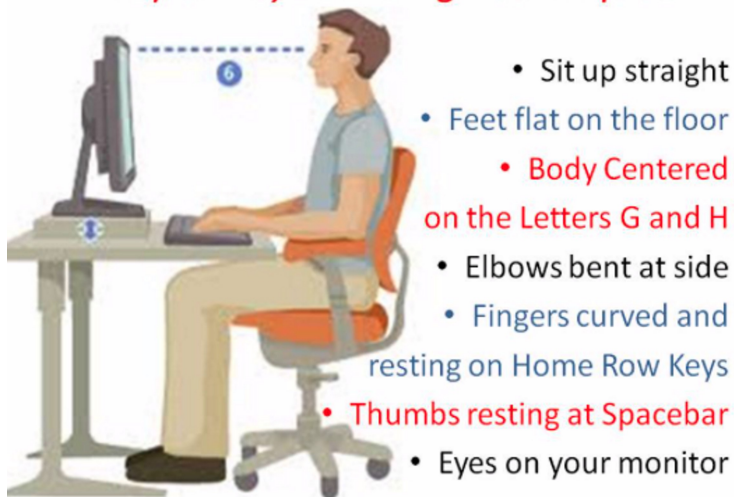 6
• Sit up straight
• Feet flat on the floor
• Body Centered
on the Letters G and H
• Elbows bent at side
• Fingers curved and
resting on Home Row Keys
• Thumbs resting at Spacebar
• Eyes on your monitor